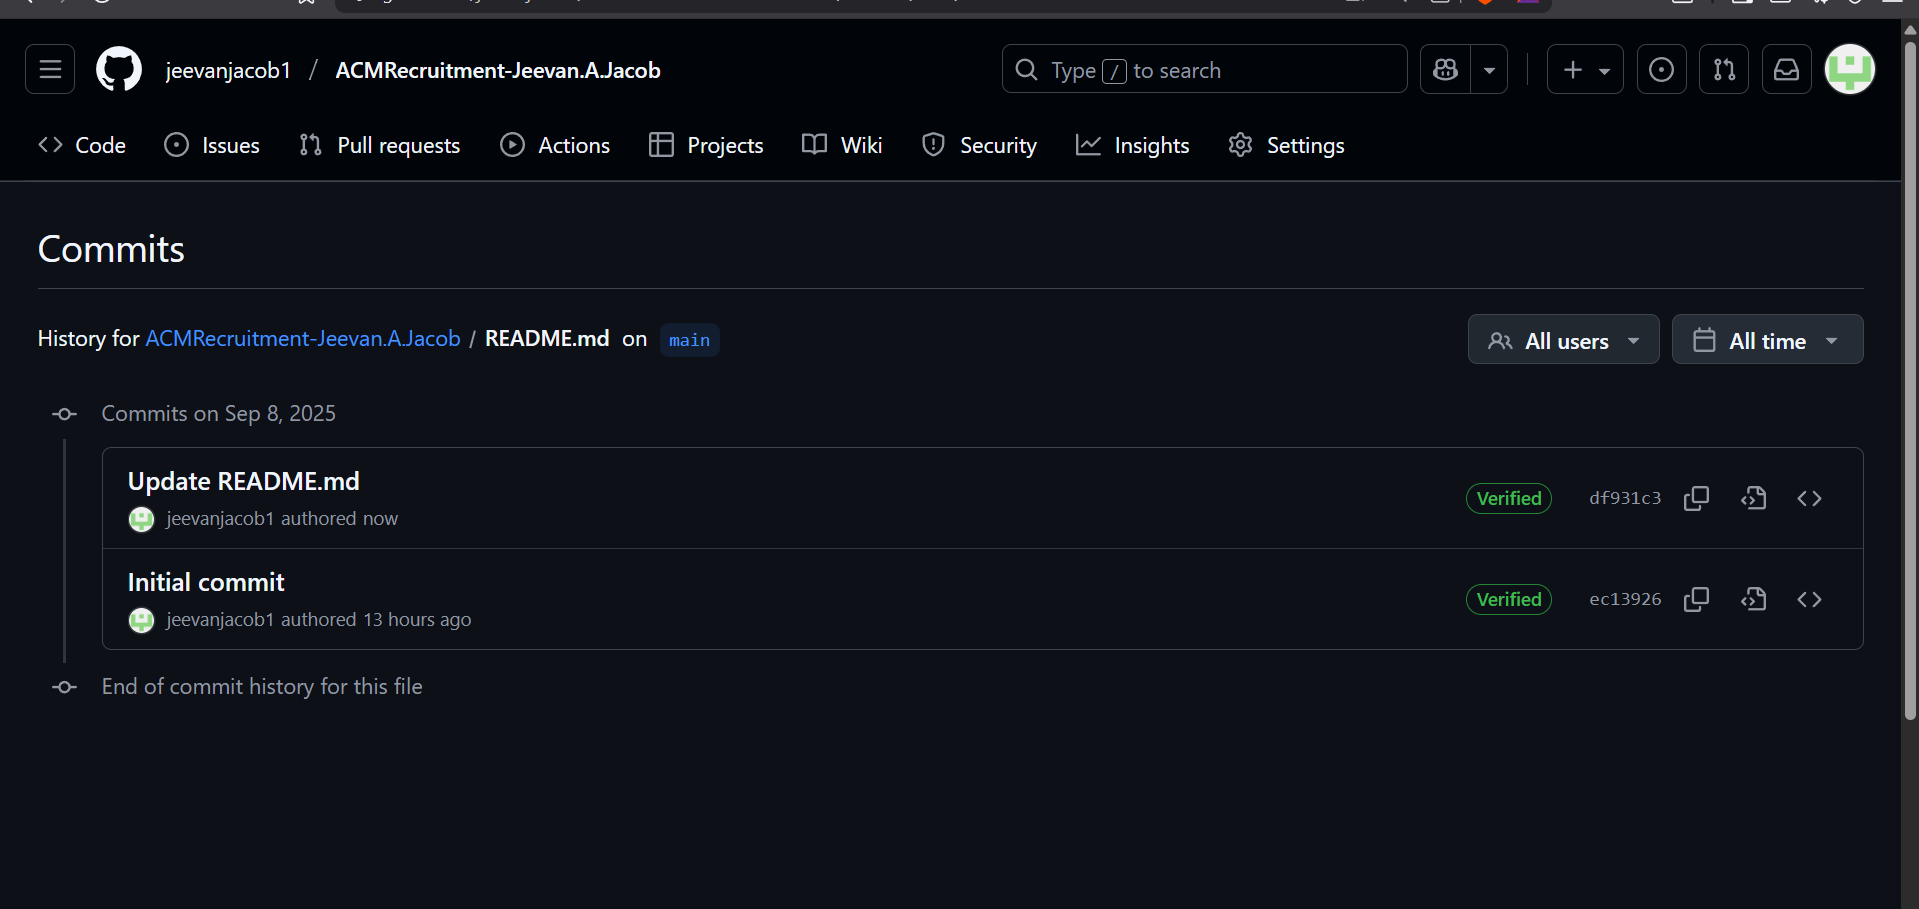 jeevanjacob1 / ACMRecruitment-Jeevan.A.Jacob
Type / to search
Code Issues Pull requests Actions Projects Wiki Security Insights Settings
Commits
History for ACMRecruitment-Jeevan.A.Jacob / README.md on main
All users All time
Commits on Sep 8, 2025
Update README.md
jeevanjacob1 authored now
Verified df931c3
Initial commit
jeevanjacob1 authored 13 hours ago
Verified ec13926
End of commit history for this file